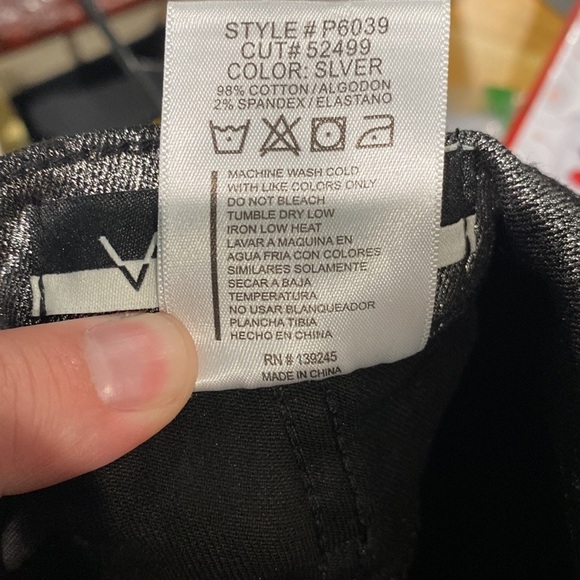 STYLE # P6039
CUT# 52499
COLOR: SLVER
98% COTTON / ALGODON
2% SPANDEX / ELASTANO
MACHINE WASH COLD
WITH LIKE COLORS ONLY
DO NOT BLEACH
TUMBLE DRY LOW
IRON LOW HEAT
LAVAR A MAQUINA EN
AGUA FRIA CON COLORES
SIMILARES SOLAMENTE
SECAR A BAJA
TEMPERATURA
NO USAR BLANQUEADOR
PLANCHA TIBIA
HECHO EN CHINA
RN # 139245
MADE IN CHINA